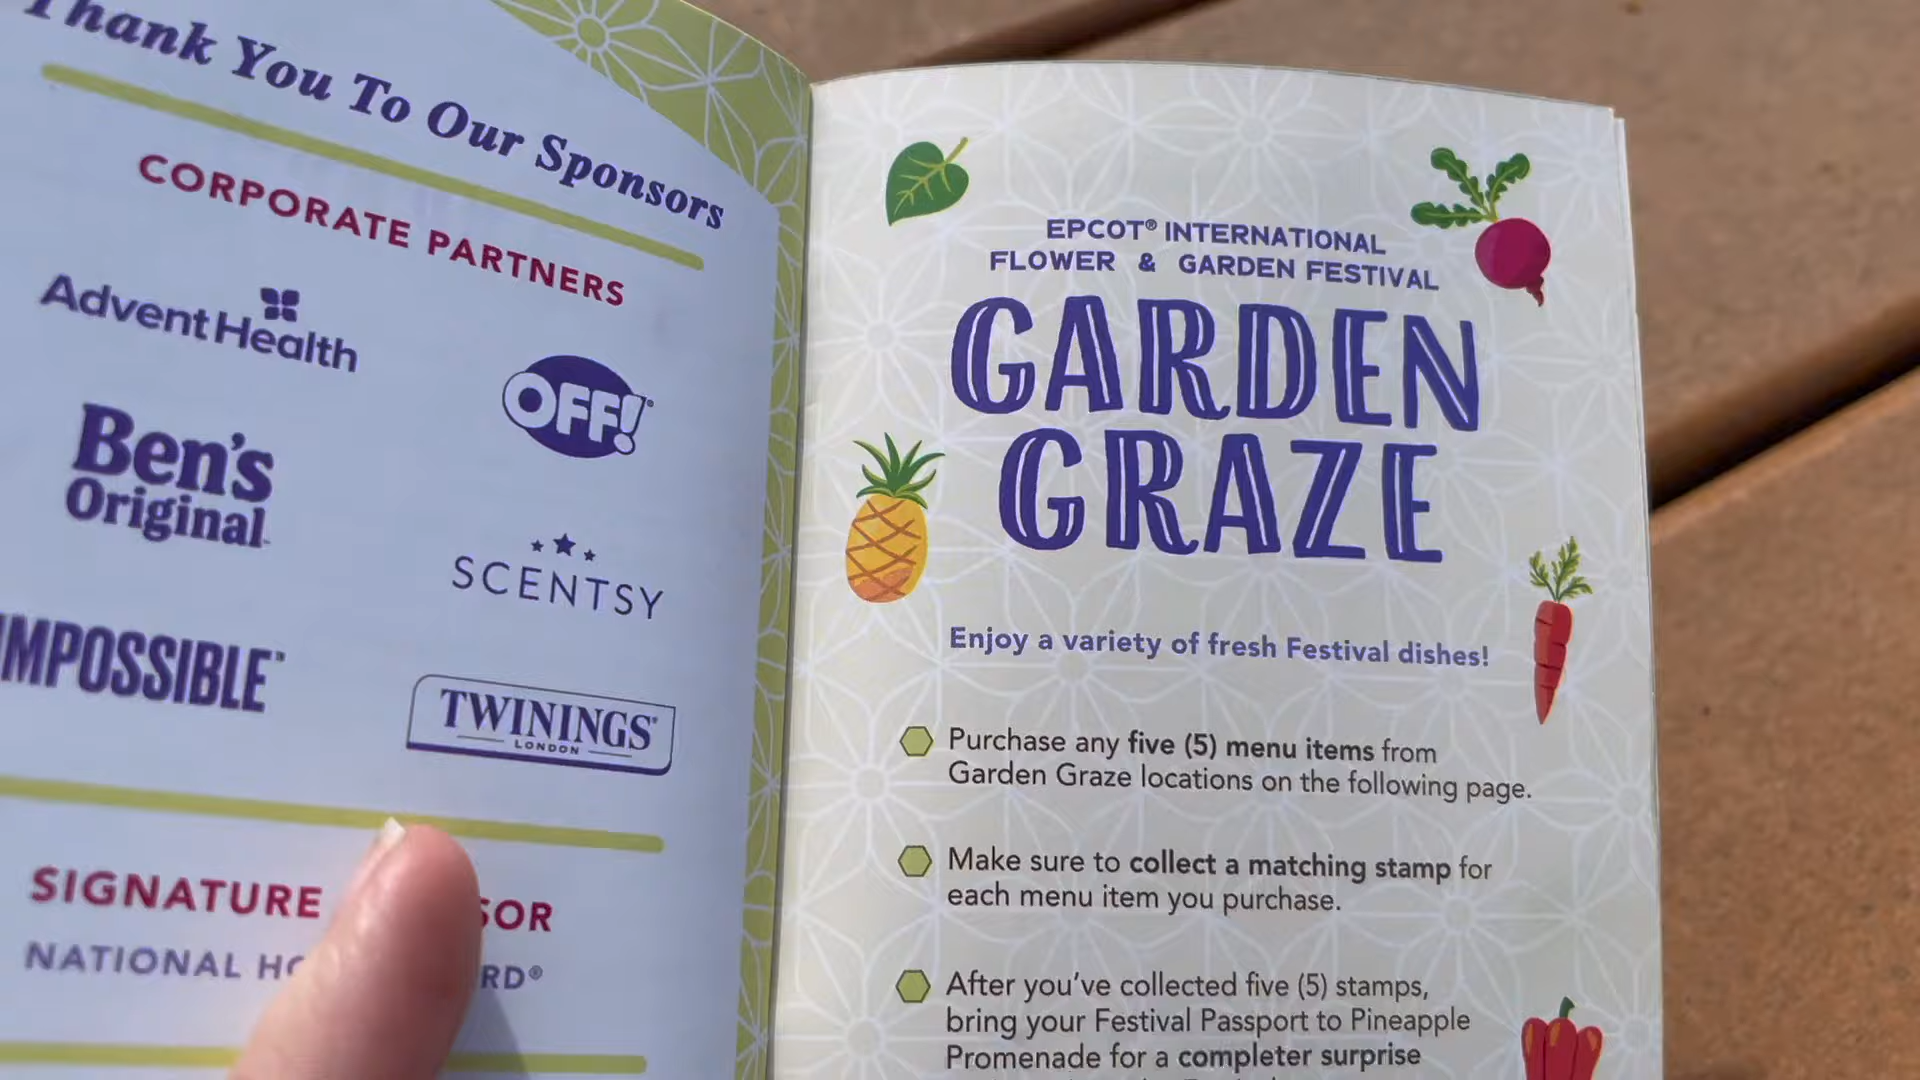 Thank You To Our Sponsors
CORPORATE PARTNERS
AdventHealth
OFF!
Ben's
Original
SCENTSY
IMPOSSIBLE
TWININGS
LONDON
SIGNATURE
NATIONAL
EPCOT® INTERNATIONAL
FLOWER & GARDEN FESTIVAL
GARDEN
GRAZE
Enjoy a variety of fresh Festival dishes!
Purchase any five (5) menu items from
Garden Graze locations on the following page.
Make sure to collect a matching stamp for
each menu item you purchase.
After you've collected five (5) stamps,
bring your Festival Passport to Pineapple
Promenade for a completer surprise